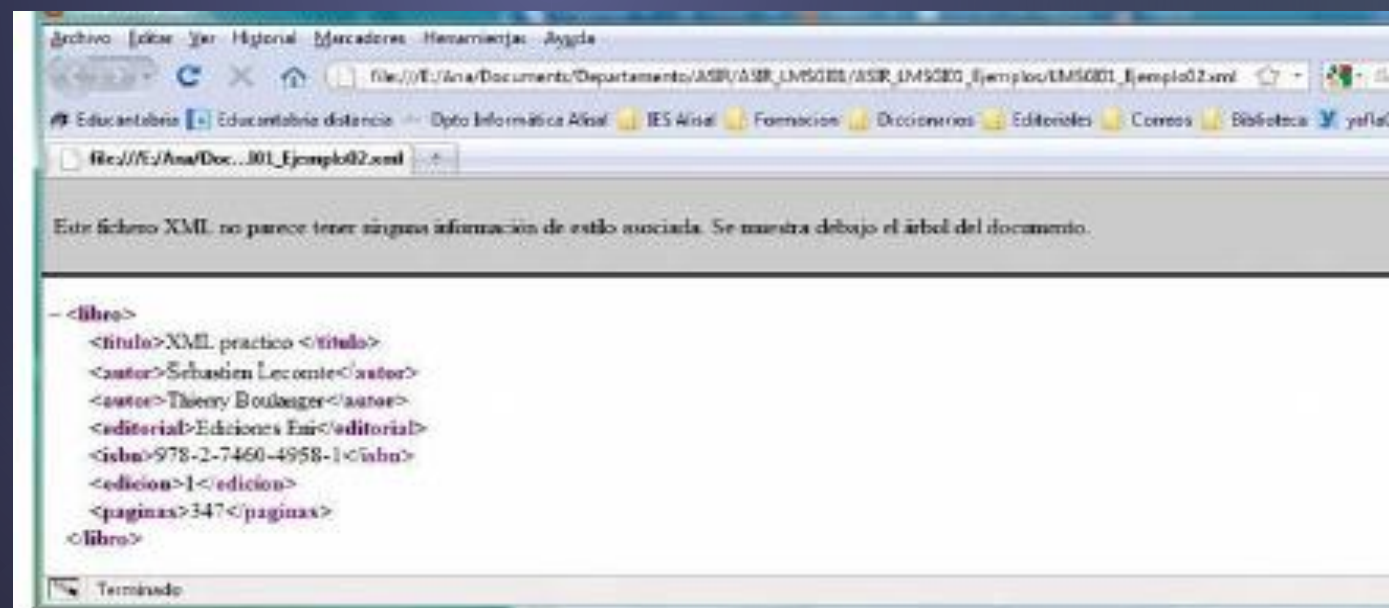 Archivo Editar Ver Historial Marcadores Herramientas Ayuda
file:///E:/Ana/Documents/Departamento/ASIR/ASIR_LMSGI01/ASIR_LMSGI01_Ejemplos/LMSGI01_Ejemplo02.xml
Educantabria Educantabria distancia Dpto Informática Alisal IES Alisal Formacion Diccionarios Editoriales Correos Biblioteca
file:///E:/Ana/Doc...I01_Ejemplo02.xml
Este fichero XML no parece tener ninguna información de estilo asociada. Se muestra debajo el árbol del documento.
- <libro>
<titulo>XML practico </titulo>
<autor>Sebastien Lecomte</autor>
<autor>Thierry Boulanger</autor>
<editorial>Ediciones Eni</editorial>
<isbn>978-2-7460-4958-1</isbn>
<edicion>1</edicion>
<paginas>347</paginas>
</libro>
Terminado